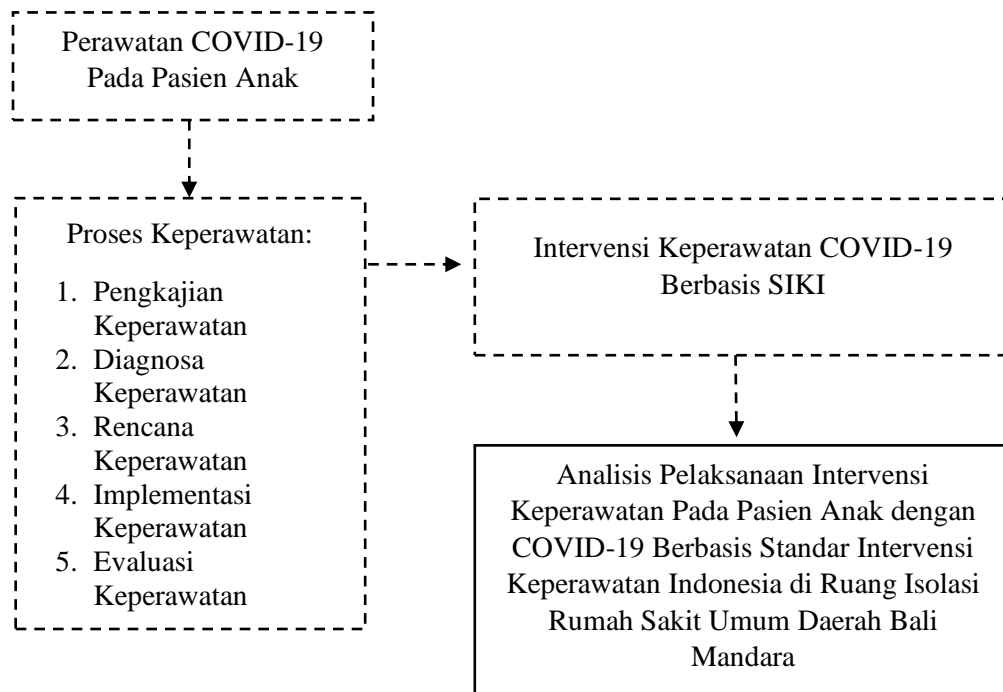 Perawatan COVID-19
Pada Pasien Anak
Proses Keperawatan:
1. Pengkajian
Keperawatan
2. Diagnosa
Keperawatan
3. Rencana
Keperawatan
4. Implementasi
Keperawatan
5. Evaluasi
Keperawatan
Intervensi Keperawatan COVID-19
Berbasis SIKI
Analisis Pelaksanaan Intervensi
Keperawatan Pada Pasien Anak dengan
COVID-19 Berbasis Standar Intervensi
Keperawatan Indonesia di Ruang Isolasi
Rumah Sakit Umum Daerah Bali
Mandara